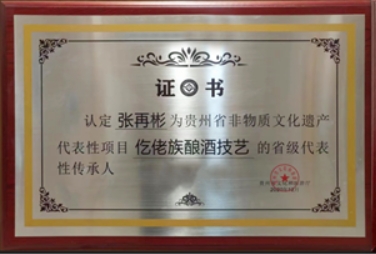 证书
认定张再彬为贵州省非物质文化遗产
代表性项目仡佬族酿酒技艺的省级代表
性传承人